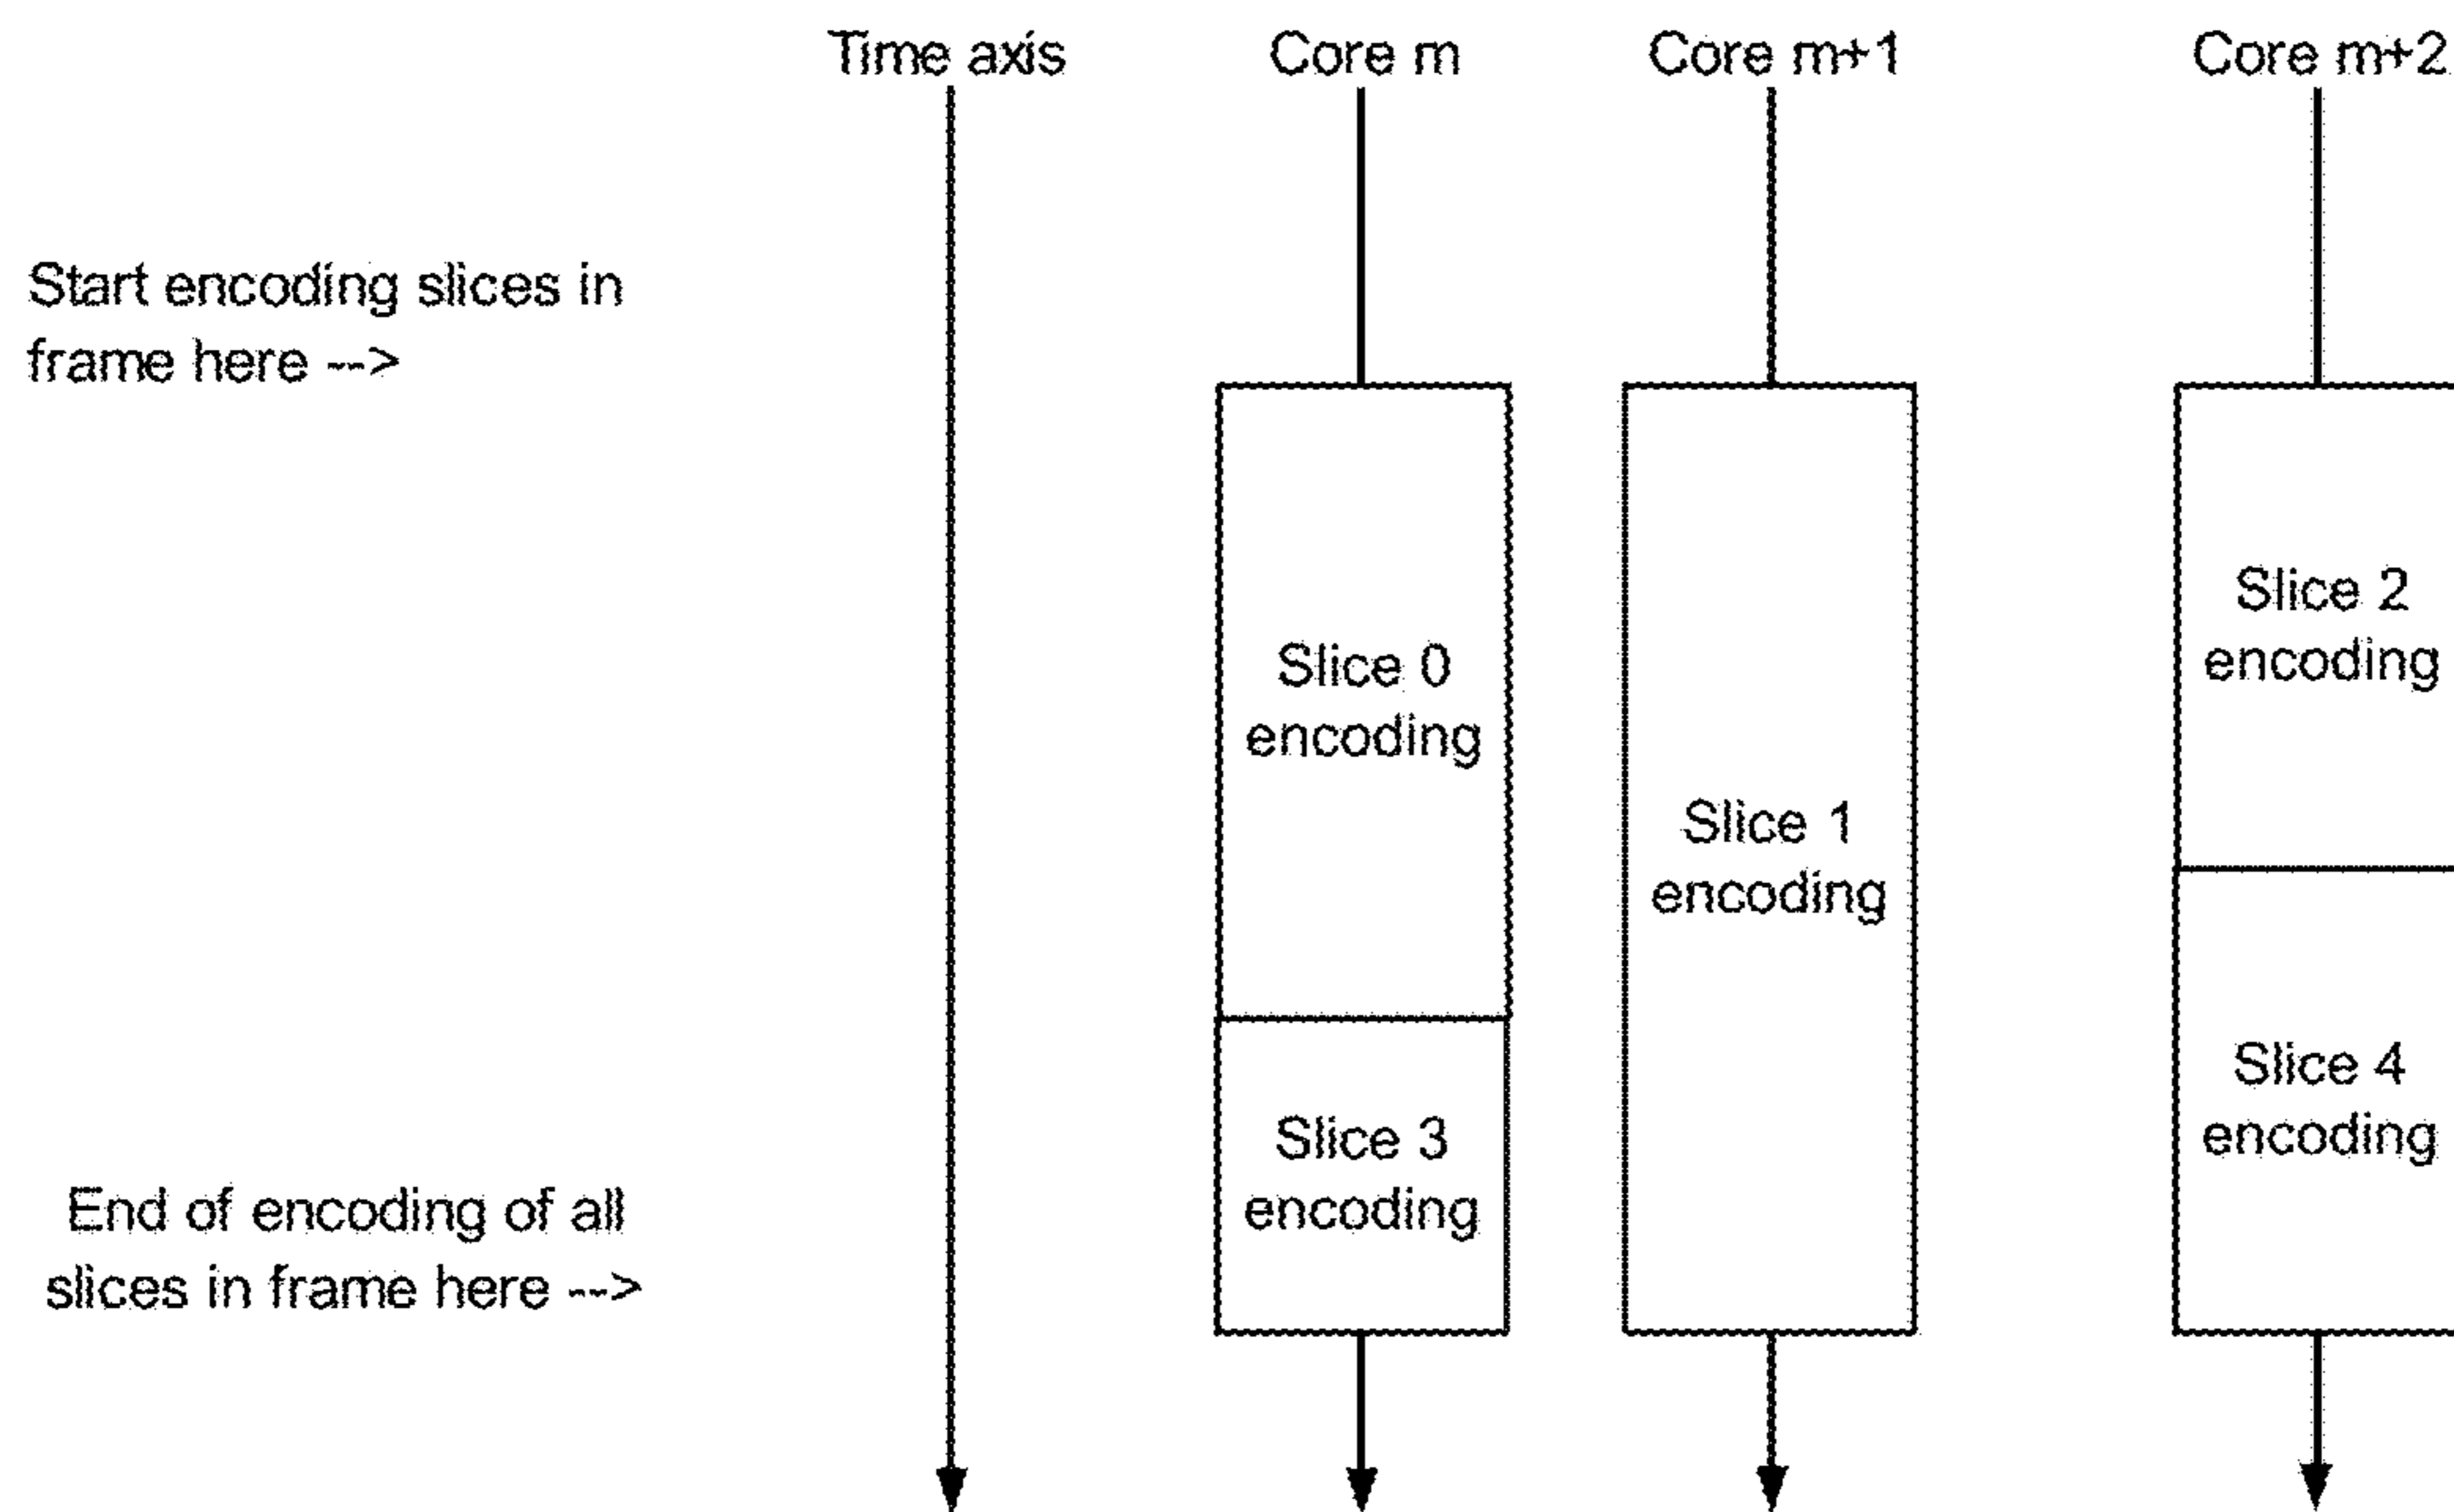 Time axis
Core m
Core m+1
Core m+2
Start encoding slices in
frame here -->
Slice 0
encoding
Slice 1
encoding
Slice 2
encoding
Slice 3
encoding
Slice 4
encoding
End of encoding of all
slices in frame here -->